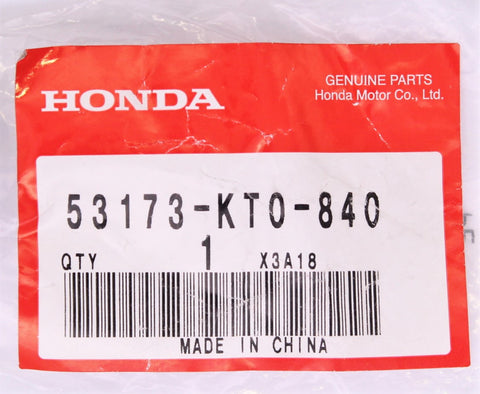 GENUINE PARTS
HONDA
Honda Motor Co., Ltd.
53173-KT0-840
QTY 1 X3A18
MADE IN CHINA